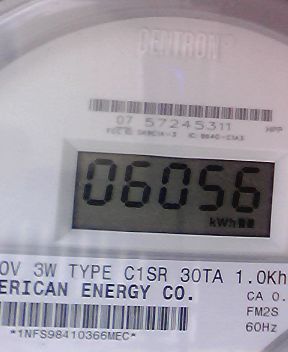 CENTRON
07 57245311
06056
kWh
0V 3W TYPE C1SR 30TA 1.0Kh
ERICAN ENERGY CO.
CA 0.
FM2S
*1NFS98410366MEC*
60Hz